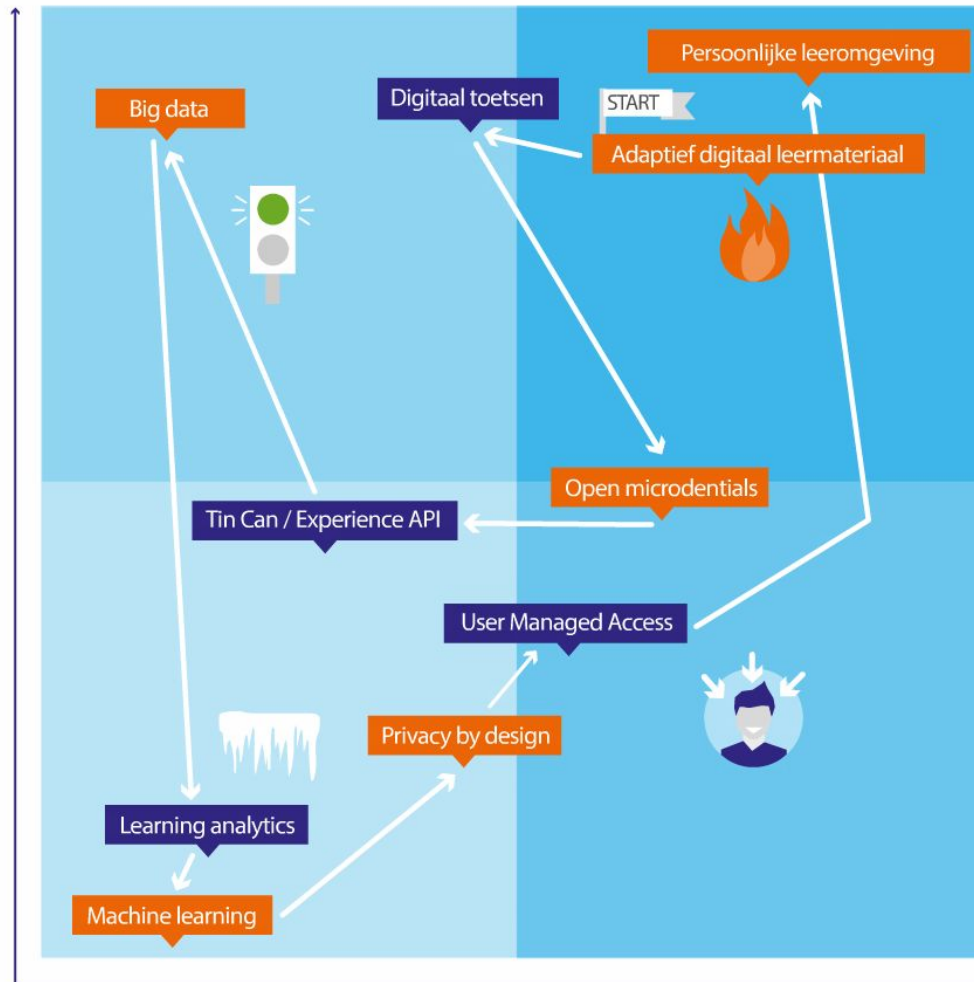 Persoonlijke leeromgeving
Big data
Digitaal toetsen
START
Adaptief digitaal leermateriaal
Open microdentials
Tin Can / Experience API
User Managed Access
Privacy by design
Learning analytics
Machine learning